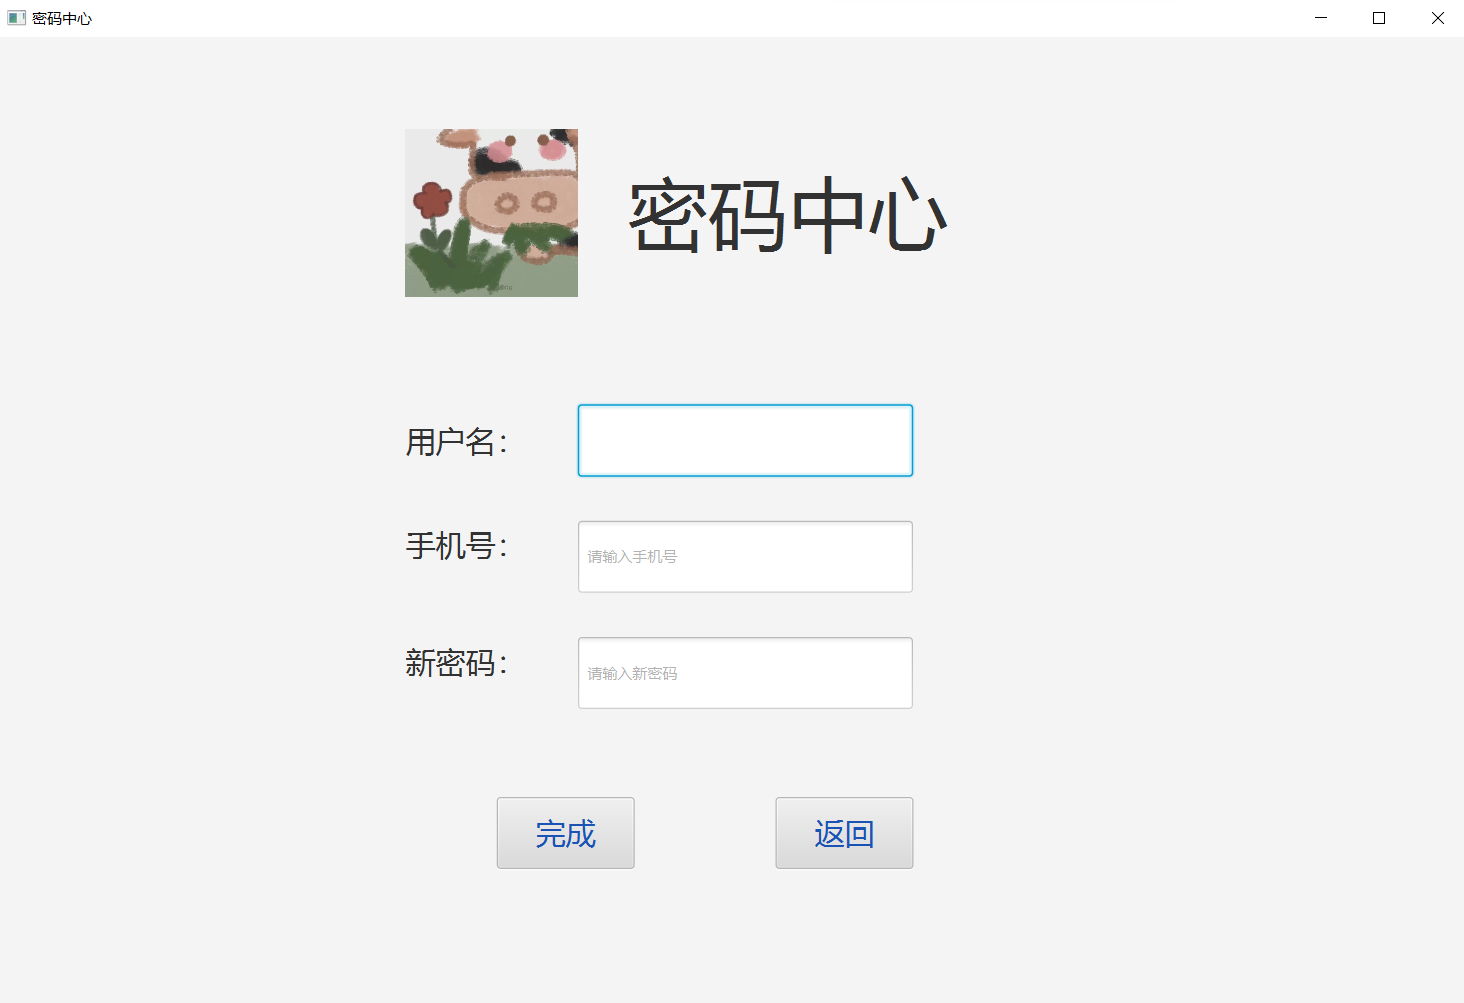 密码中心
密码中心
用户名：
手机号：
请输入手机号
新密码：
请输入新密码
完成
返回